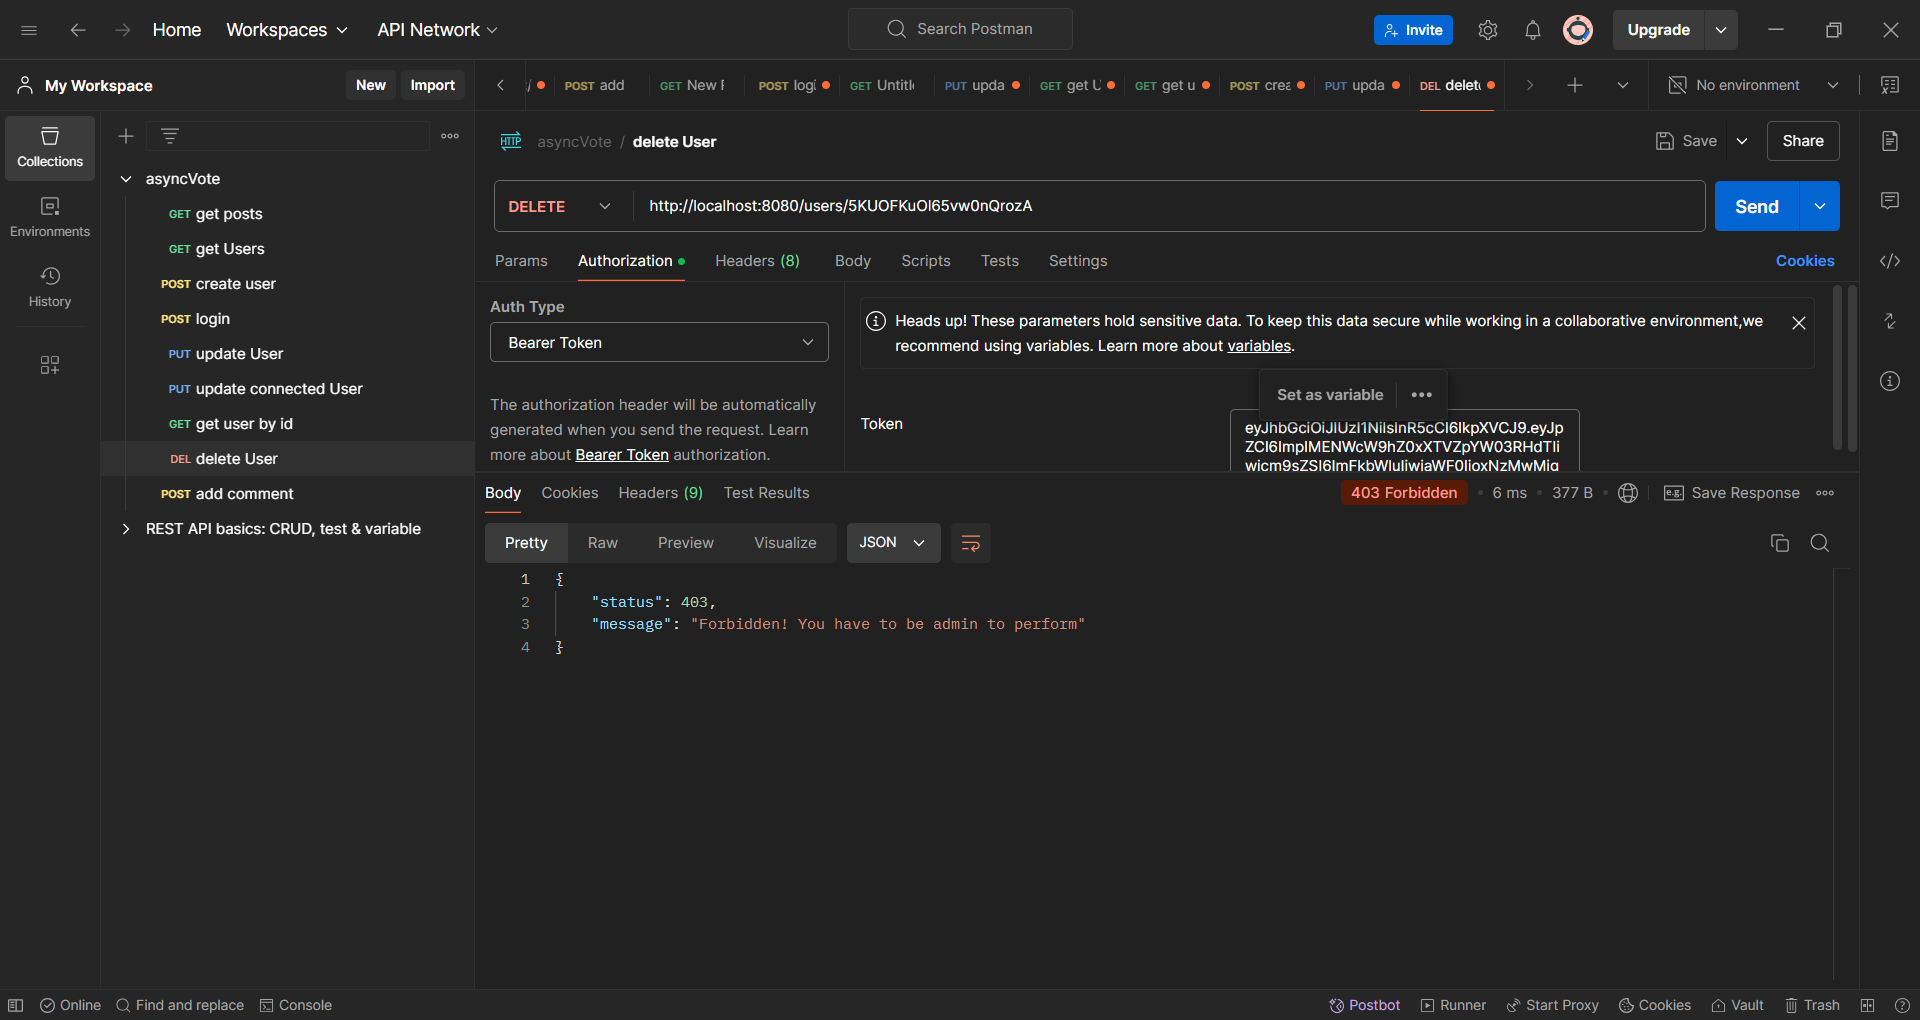 Home Workspaces API Network Search Postman Invite Upgrade
My Workspace New Import POST add GET New F POST logi GET Untitl PUT upda GET get U GET get u POST crea PUT upda DEL delete No environment
Collections
Environments
History
asyncVote
GET get posts
GET get Users
POST create user
POST login
PUT update User
PUT update connected User
GET get user by id
DEL delete User
POST add comment
REST API basics: CRUD, test & variable
HTTP asyncVote / delete User Save Share
DELETE http://localhost:8080/users/5KUOFKuOl65vw0nQrozA Send
Params Authorization Headers (8) Body Scripts Tests Settings Cookies
Auth Type
Bearer Token
The authorization header will be automatically
generated when you send the request. Learn
more about Bearer Token authorization.
Heads up! These parameters hold sensitive data. To keep this data secure while working in a collaborative environment,we
recommend using variables. Learn more about variables.
Set as variable
Token
Body Cookies Headers (9) Test Results 403 Forbidden 6 ms 377 B e.g. Save Response
Pretty Raw Preview Visualize JSON
1 {
2 "status": 403,
3 "message": "Forbidden! You have to be admin to perform"
4 }
Online Find and replace Console Postbot Runner Start Proxy Cookies Vault Trash